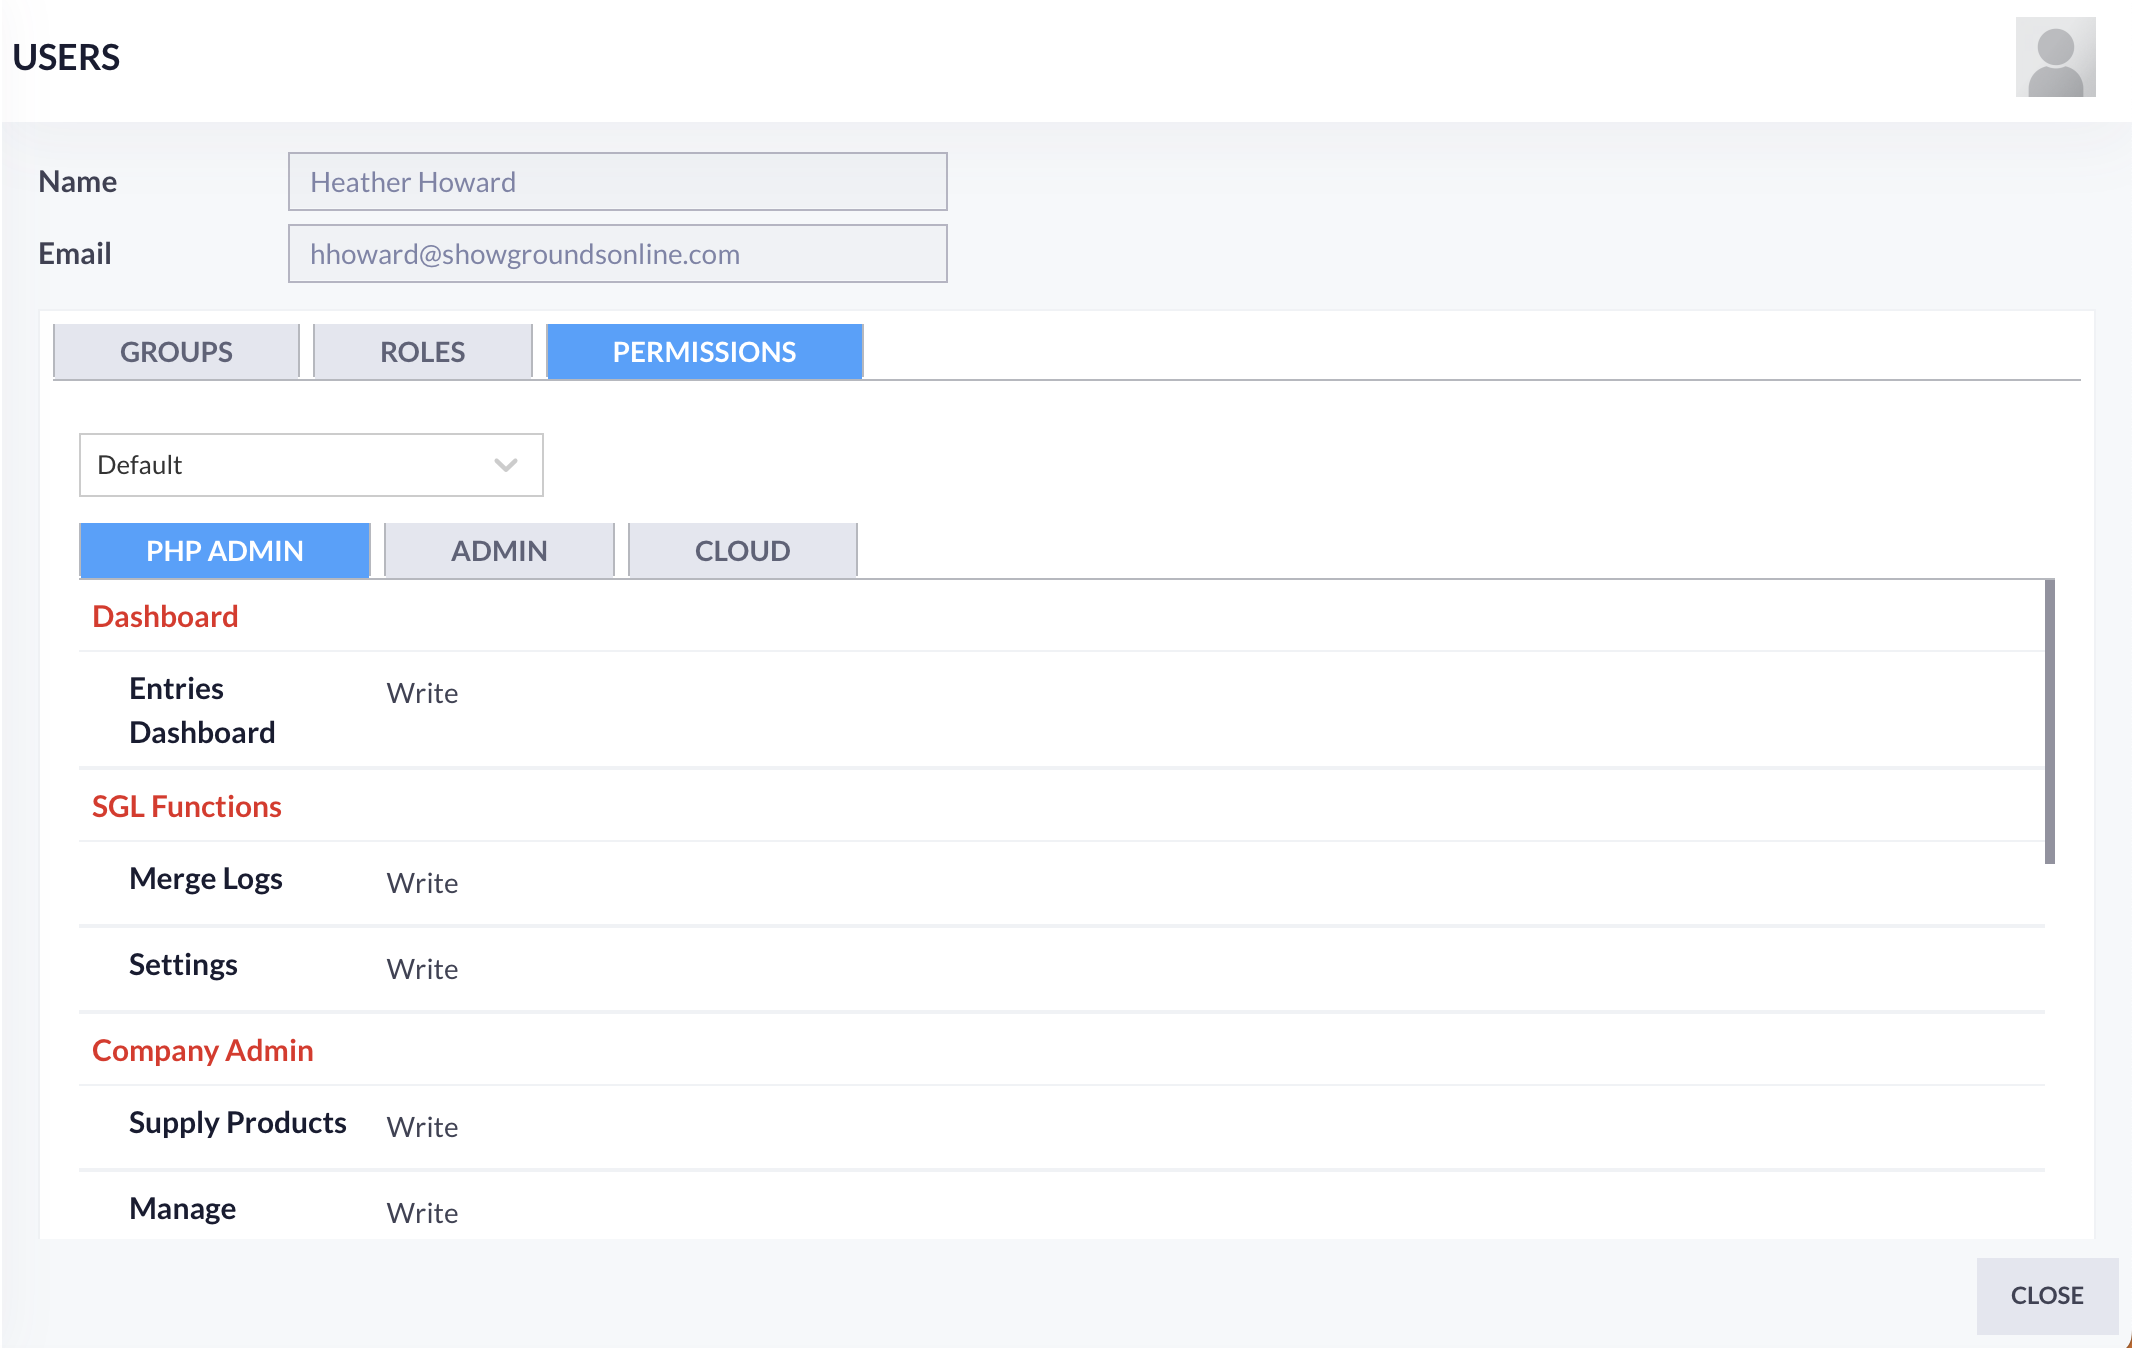 USERS
Name
Heather Howard
Email
hhoward@showgroundsonline.com
GROUPS
ROLES
PERMISSIONS
Default
PHP ADMIN
ADMIN
CLOUD
Dashboard
Entries
Dashboard
Write
SGL Functions
Merge Logs
Write
Settings
Write
Company Admin
Supply Products
Write
Manage
Write
CLOSE